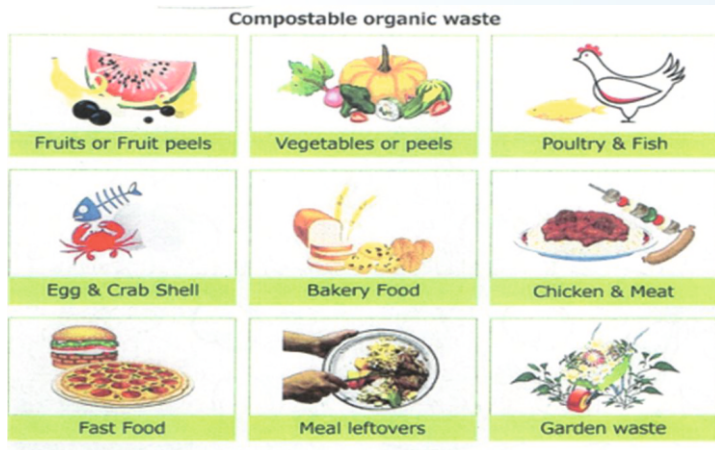 Compostable organic waste
Fruits or Fruit peels
Vegetables or peels
Poultry & Fish
Egg & Crab Shell
Bakery Food
Chicken & Meat
Fast Food
Meal leftovers
Garden waste